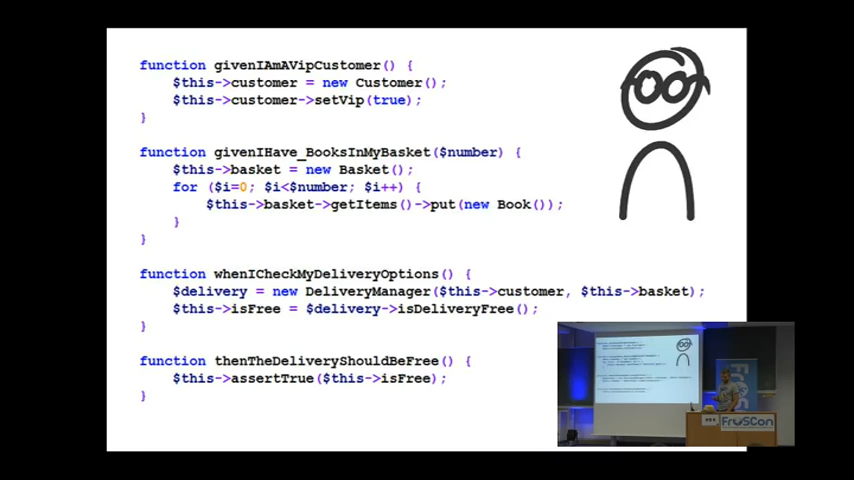 function givenIAmAVipCustomer() {
$this->customer = new Customer();
$this->customer->setVip(true);
}
function givenIHave_BooksInMyBasket($number) {
$this->basket = new Basket();
for ($i=0; $i<$number; $i++) {
$this->basket->getItems()->put(new Book());
}
}
function whenICheckMyDeliveryOptions() {
$delivery = new DeliveryManager($this->customer, $this->basket);
$this->isFree = $delivery->isDeliveryFree();
}
function thenTheDeliveryShouldBeFree() {
$this->assertTrue($this->isFree);
}
FrOSCon